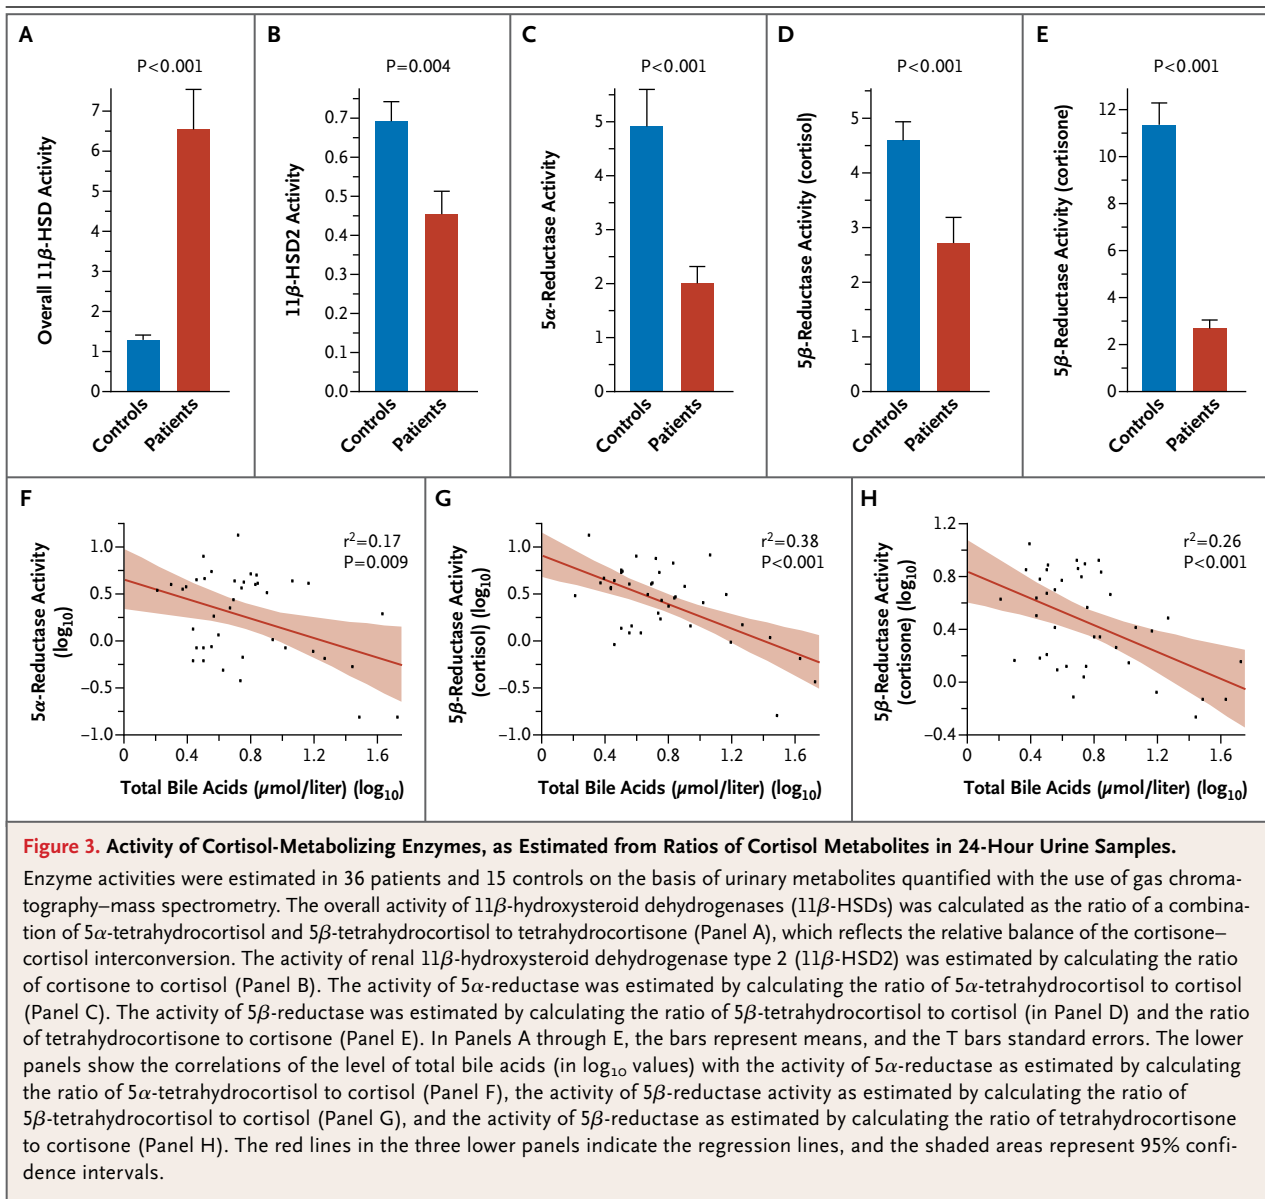 A
P<0.001
Overall 11β-HSD Activity
7
6
5
4
3
2
1
0
Controls
Patients
B
P=0.004
11β-HSD2 Activity
0.7
0.6
0.5
0.4
0.3
0.2
0.1
0.0
Controls
Patients
C
P<0.001
5α-Reductase Activity
5
4
3
2
1
0
Controls
Patients
D
P<0.001
5β-Reductase Activity (cortisol)
5
4
3
2
1
0
Controls
Patients
E
P<0.001
5β-Reductase Activity (cortisone)
12
10
8
6
4
2
0
Controls
Patients
F
r²=0.17
P=0.009
5α-Reductase Activity
(log₁₀)
1.0
0.5
0.0
−0.5
−1.0
0 0.4 0.8 1.2 1.6
Total Bile Acids (μmol/liter) (log₁₀)
G
r²=0.38
P<0.001
5β-Reductase Activity
(cortisol) (log₁₀)
1.0
0.5
0.0
−0.5
−1.0
0 0.4 0.8 1.2 1.6
Total Bile Acids (μmol/liter) (log₁₀)
H
r²=0.26
P<0.001
5β-Reductase Activity
(cortisone) (log₁₀)
1.2
0.8
0.4
0.0
−0.4
0 0.4 0.8 1.2 1.6
Total Bile Acids (μmol/liter) (log₁₀)
Figure 3. Activity of Cortisol-Metabolizing Enzymes, as Estimated from Ratios of Cortisol Metabolites in 24-Hour Urine Samples.
Enzyme activities were estimated in 36 patients and 15 controls on the basis of urinary metabolites quantified with the use of gas chroma-
tography–mass spectrometry. The overall activity of 11β-hydroxysteroid dehydrogenases (11β-HSDs) was calculated as the ratio of a combina-
tion of 5α-tetrahydrocortisol and 5β-tetrahydrocortisol to tetrahydrocortisone (Panel A), which reflects the relative balance of the cortisone–
cortisol interconversion. The activity of renal 11β-hydroxysteroid dehydrogenase type 2 (11β-HSD2) was estimated by calculating the ratio
of cortisone to cortisol (Panel B). The activity of 5α-reductase was estimated by calculating the ratio of 5α-tetrahydrocortisol to cortisol
(Panel C). The activity of 5β-reductase was estimated by calculating the ratio of 5β-tetrahydrocortisol to cortisol (in Panel D) and the ratio
of tetrahydrocortisone to cortisone (Panel E). In Panels A through E, the bars represent means, and the T bars standard errors. The lower
panels show the correlations of the level of total bile acids (in log₁₀ values) with the activity of 5α-reductase as estimated by calculating
the ratio of 5α-tetrahydrocortisol to cortisol (Panel F), the activity of 5β-reductase activity as estimated by calculating the ratio of
5β-tetrahydrocortisol to cortisol (Panel G), and the activity of 5β-reductase as estimated by calculating the ratio of tetrahydrocortisone
to cortisone (Panel H). The red lines in the three lower panels indicate the regression lines, and the shaded areas represent 95% confi-
dence intervals.